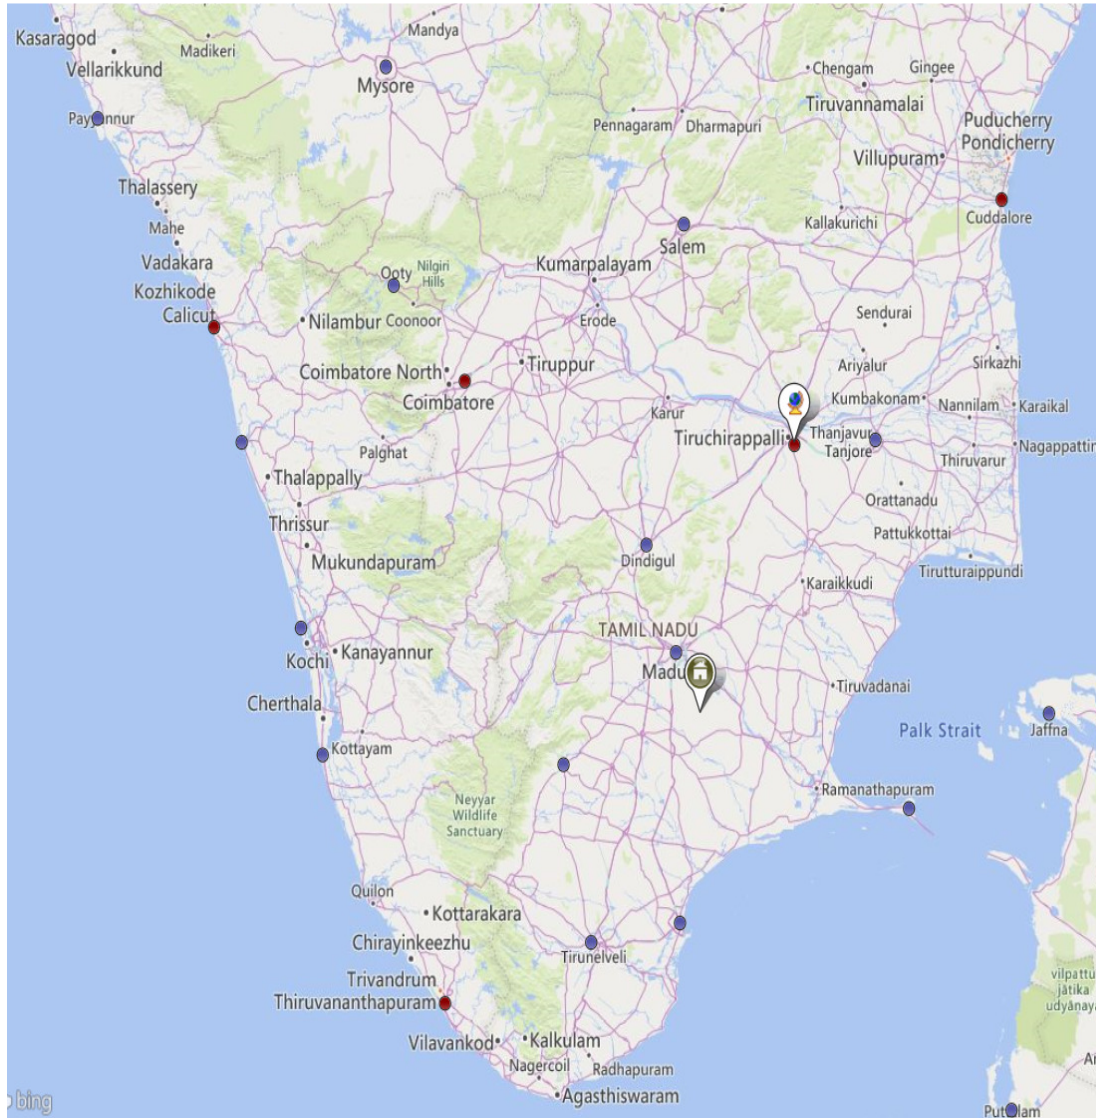 Kasaragod
Madikeri
Mandya
Vellarikkund
Mysore
Chengam
Gingee
Tiruvannamalai
Payyannur
Pennagaram
Dharmapuri
Puducherry
Pondicherry
Villupuram
Thalassery
Mahe
Kallakurichi
Cuddalore
Vadakara
Salem
Kumarpalayam
Ooty
Nilgiri
Hills
Kozhikode
Calicut
Nilambur
Coonoor
Erode
Sendurai
Ariyalur
Sirkazhi
Coimbatore North
Tiruppur
Coimbatore
Karur
Kumbakonam
Nannilam
Karaikal
Tiruchirappalli
Thanjavur
Tanjore
Nagappattin
Palghat
Thiruvarur
Thalappally
Orattanadu
Thrissur
Pattukkottai
Mukundapuram
Dindigul
Karaikkudi
Tirutturaippundi
TAMIL NADU
Kochi
Kanayannur
Madu
Tiruvadanai
Cherthala
Kottayam
Palk Strait
Jaffna
Neyyar
Wildlife
Sanctuary
Ramanathapuram
Quilon
Kottarakara
Chirayinkeezhu
Tirunelveli
Trivandrum
Thiruvananthapuram
vilpattu
jātika
udyānaya
Vilavankod
Kalkulam
Nagercoil
Radhapuram
Agasthiswaram
bing